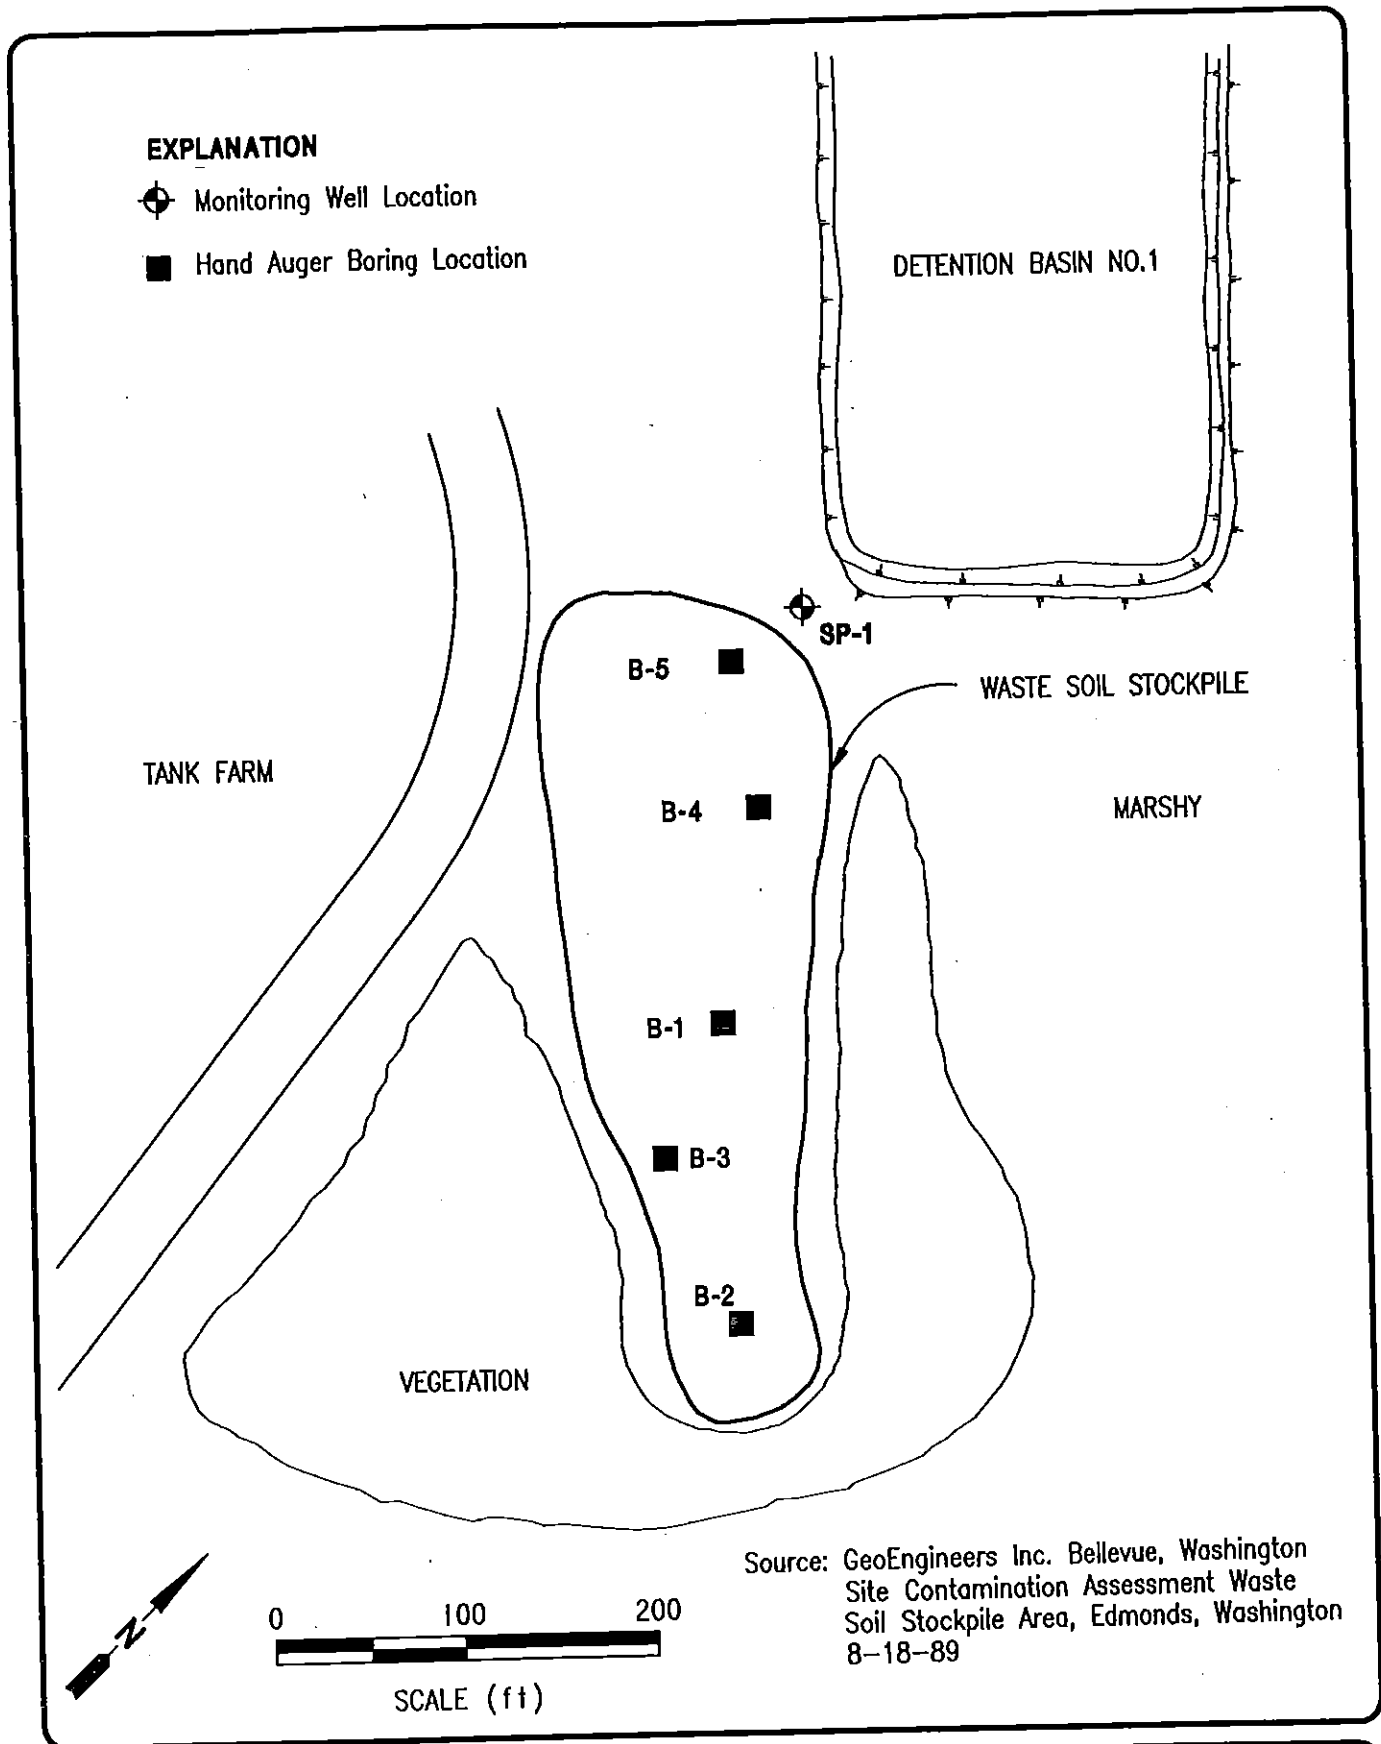 EXPLANATION
Monitoring Well Location
Hand Auger Boring Location
DETENTION BASIN NO.1
SP-1
B-5
WASTE SOIL STOCKPILE
TANK FARM
B-4
MARSHY
B-1
B-3
B-2
VEGETATION
N
0 100 200
SCALE (ft)
Source: GeoEngineers Inc. Bellevue, Washington
Site Contamination Assessment Waste
Soil Stockpile Area, Edmonds, Washington
8-18-89